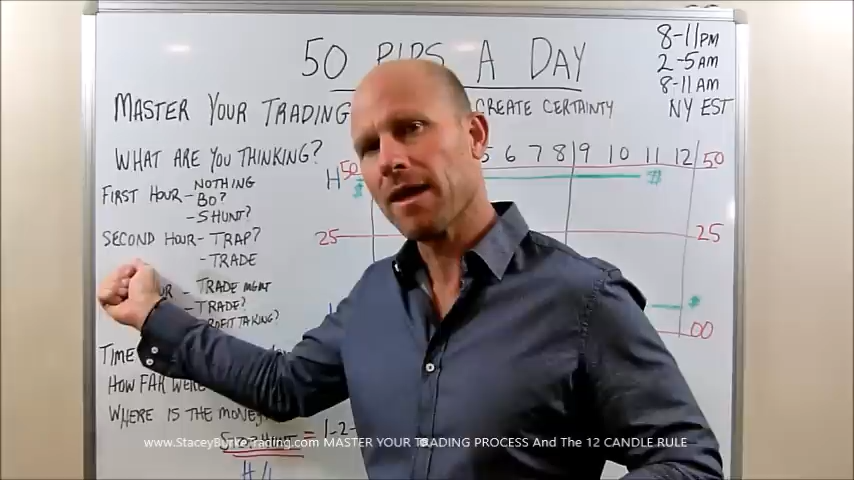 50 PIPS A DAY
8-11PM
2-5AM
8-11AM
NY EST
MASTER YOUR TRADING CREATE CERTAINTY
WHAT ARE YOU THINKING?
FIRST HOUR - NOTHING
BO?
-SHUNT?
SECOND HOUR - TRAP?
-TRADE
- TRADE MGMT
-TRADE?
TIME
HOW FAR
WHERE IS THE MONEY
6 7 8 9 10 11 12
H 50 50
$ $
25 25
$
00
= 1-2-
www.StaceyBurkeTrading.com MASTER YOUR TRADING PROCESS And The 12 CANDLE RULE